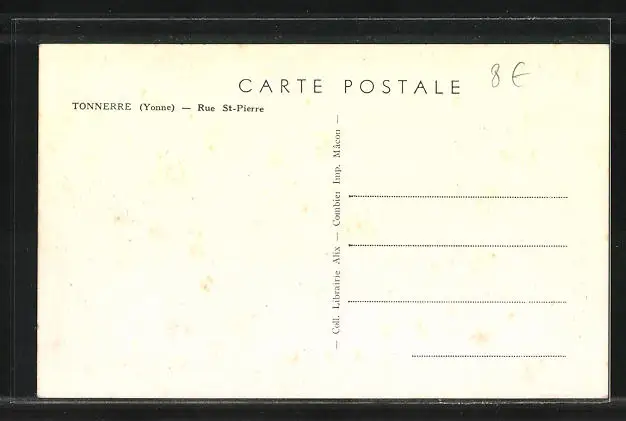 CARTE POSTALE
8 €
TONNERRE (Yonne) — Rue St-Pierre
— Coll. Librairie Alix — Combier Imp. Mâcon —